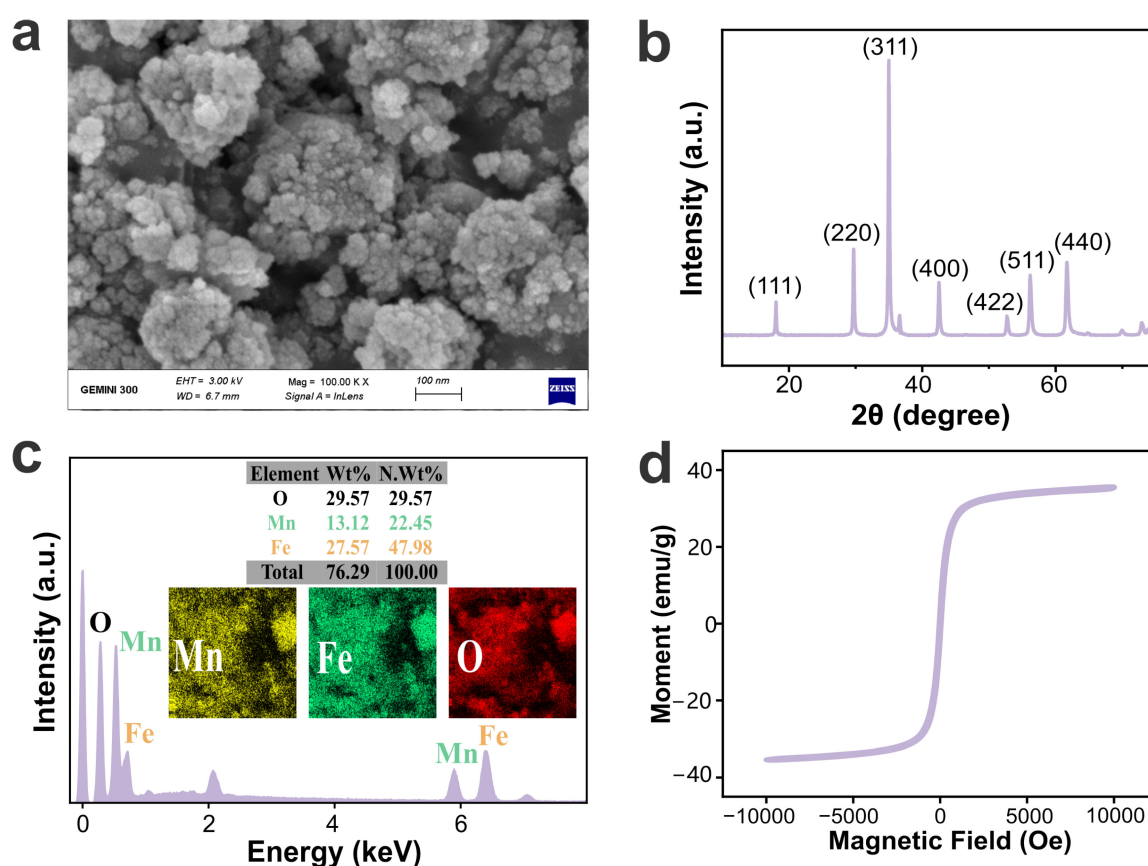 a
GEMINI 300
EHT = 3.00 kV
WD = 6.7 mm
Mag = 100.00 K X
Signal A = InLens
100 nm
ZEISS
b
Intensity (a.u.)
(111)
(220)
(311)
(400)
(422)
(511)
(440)
20
40
60
2θ (degree)
c
Intensity (a.u.)
Element Wt% N.Wt%
O 29.57 29.57
Mn 13.12 22.45
Fe 27.57 47.98
Total 76.29 100.00
O
Mn
Fe
Mn
Fe
O
Mn
Fe
0
2
4
6
Energy (keV)
d
Moment (emu/g)
40
20
0
−20
−40
−10000
−5000
0
5000
10000
Magnetic Field (Oe)